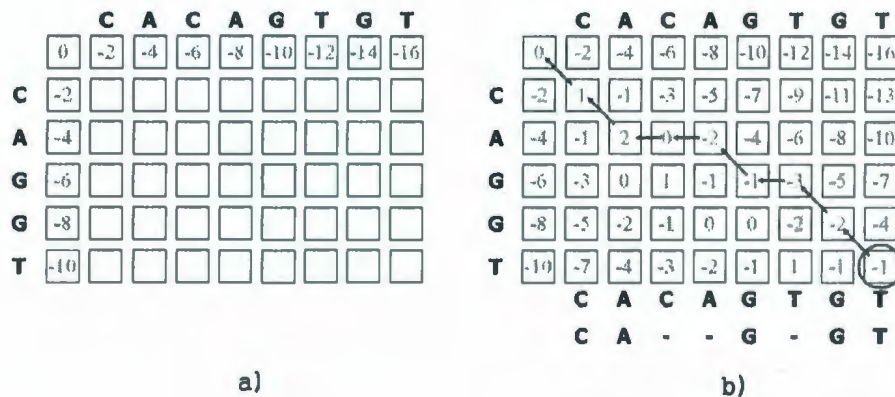 C A C A G T G T
0 -2 -4 -6 -8 -10 -12 -14 -16
C -2
A -4
G -6
G -8
T -10
a)
C A C A G T G T
0 -2 -4 -6 -8 -10 -12 -14 -16
C -2 1 -1 -3 -5 -7 -9 -11 -13
A -4 -1 2 0 -2 -4 -6 -8 -10
G -6 -3 0 1 -1 -1 -3 -5 -7
G -8 -5 -2 -1 0 0 -2 -2 -4
T -10 -7 -4 -3 -2 -1 1 -1 -1
C A C A G T G T
C A - - G - G T
b)